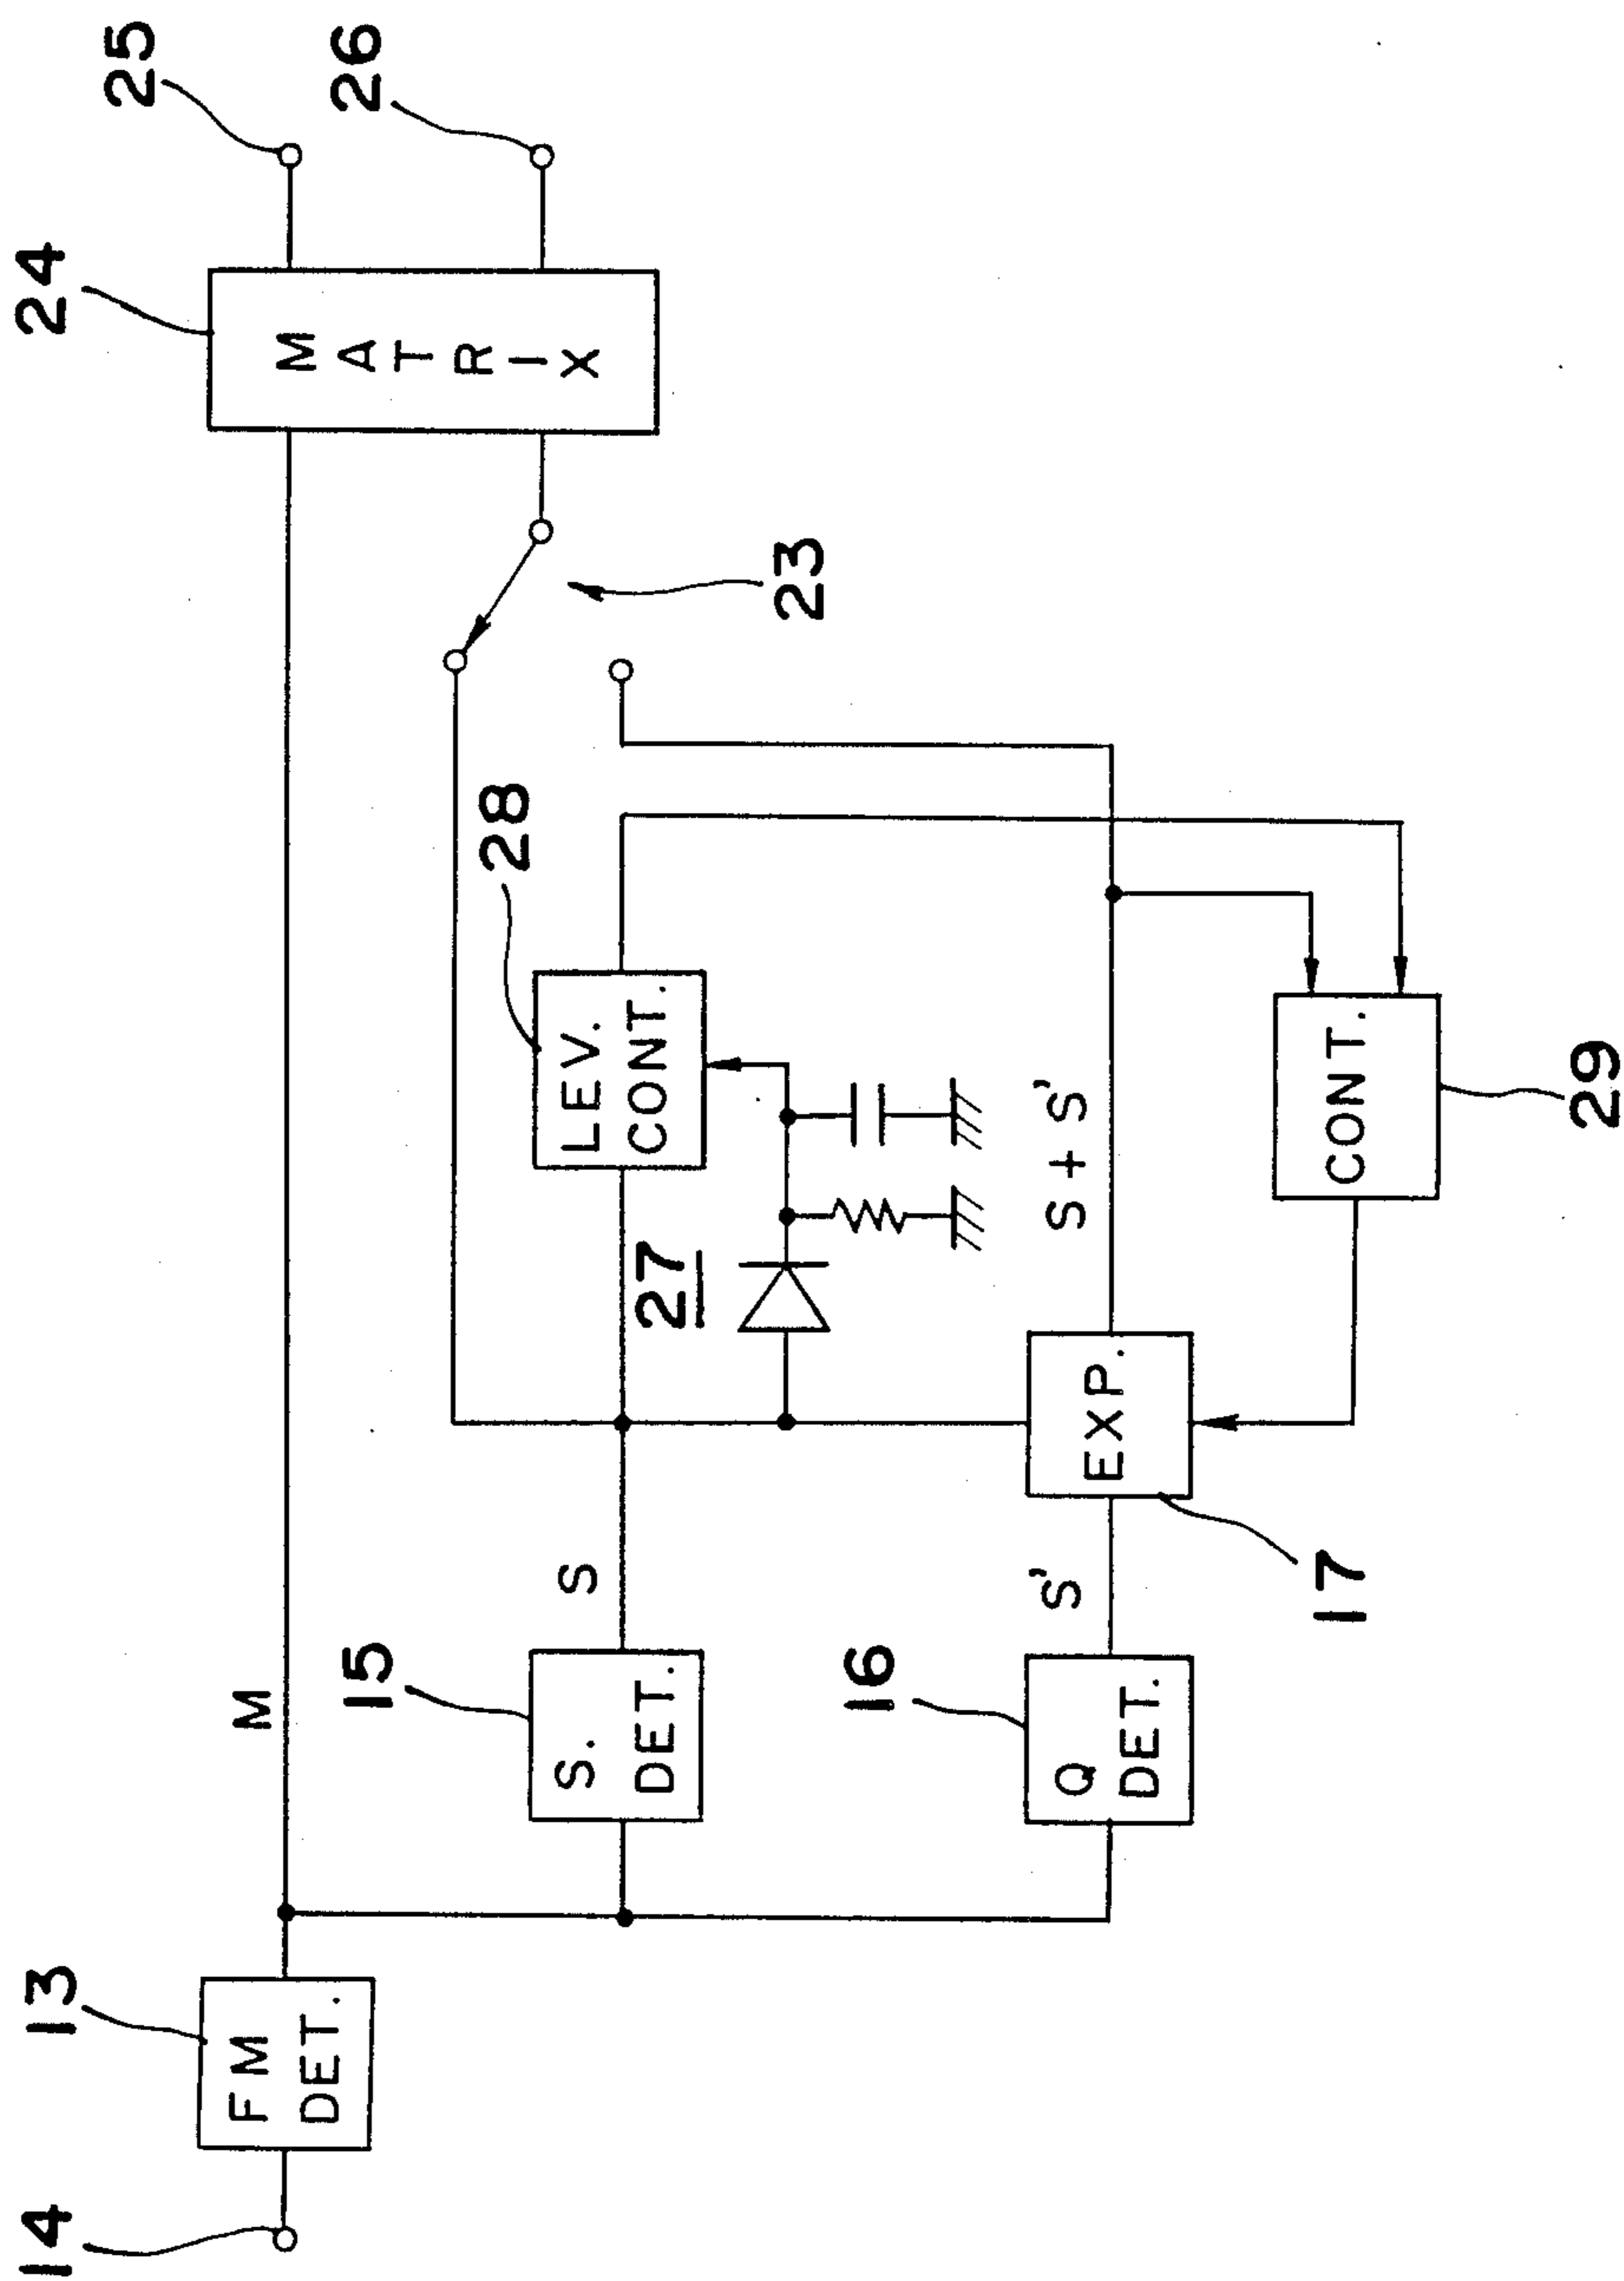 25
26
24
MATRIX
23
28
LEV.
CONT.
27
S + S'
CONT.
29
EXP.
17
M
S
S'
15
S.
DET.
16
Q
DET.
13
FM
DET.
14